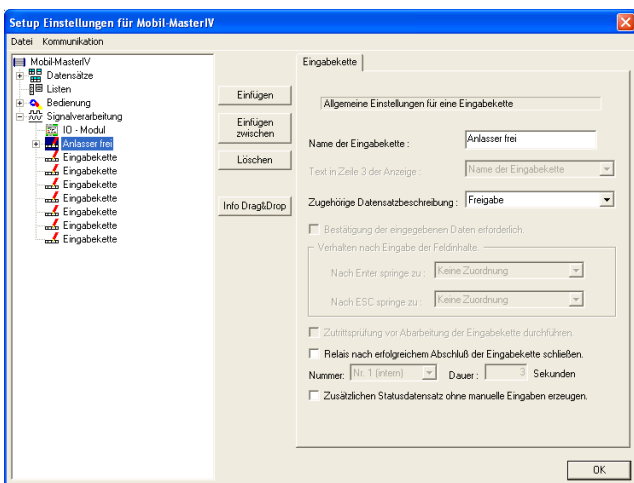 Setup Einstellungen für Mobil-MasterIV
Datei Kommunikation
Mobil-MasterIV
Datensätze
Listen
Bedienung
Signalverarbeitung
IO - Modul
Anlasser frei
Eingabekette
Eingabekette
Eingabekette
Eingabekette
Eingabekette
Eingabekette
Eingabekette
Einfügen
Einfügen
zwischen
Löschen
Info Drag&Drop
Eingabekette
Allgemeine Einstellungen für eine Eingabekette
Name der Eingabekette : Anlasser frei
Text in Zeile 3 der Anzeige : Name der Eingabekette
Zugehörige Datensatzbeschreibung : Freigabe
Bestätigung der eingegebenen Daten erforderlich.
Verhalten nach Eingabe der Feldinhalte.
Nach Enter springe zu : Keine Zuordnung
Nach ESC springe zu : Keine Zuordnung
Zutrittsprüfung vor Abarbeitung der Eingabekette durchführen.
Relais nach erfolgreichem Abschluß der Eingabekette schließen.
Nummer: Nr. 1 (intern) Dauer : 3 Sekunden
Zusätzlichen Statusdatensatz ohne manuelle Eingaben erzeugen.
OK